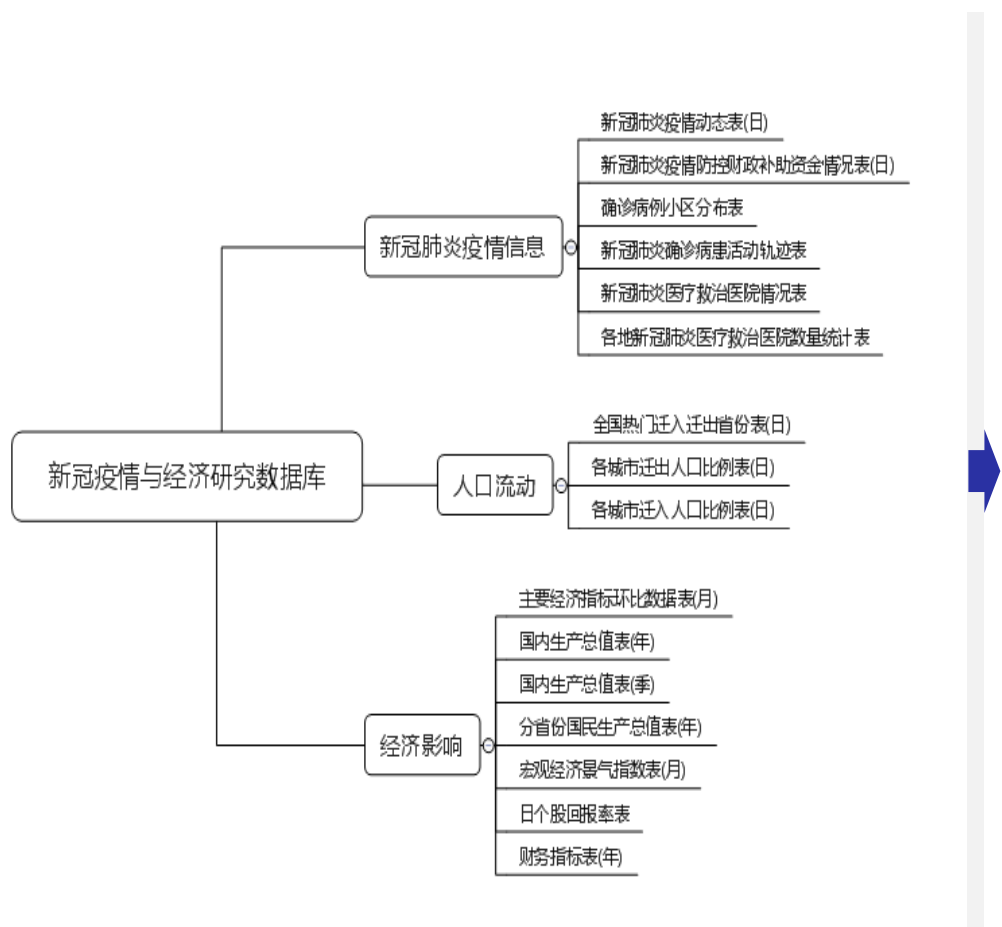 新冠疫情与经济研究数据库
新冠肺炎疫情信息
新冠肺炎疫情动态表(日)
新冠肺炎疫情防控财政补助资金情况表(日)
确诊病例小区分布表
新冠肺炎确诊病患活动轨迹表
新冠肺炎医疗救治医院情况表
各地新冠肺炎医疗救治医院数量统计表
人口流动
全国热门迁入迁出省份表(日)
各城市迁出人口比例表(日)
各城市迁入人口比例表(日)
经济影响
主要经济指标环比数据表(月)
国内生产总值表(年)
国内生产总值表(季)
分省份国民生产总值表(年)
宏观经济景气指数表(月)
日个股回报率表
财务指标表(年)